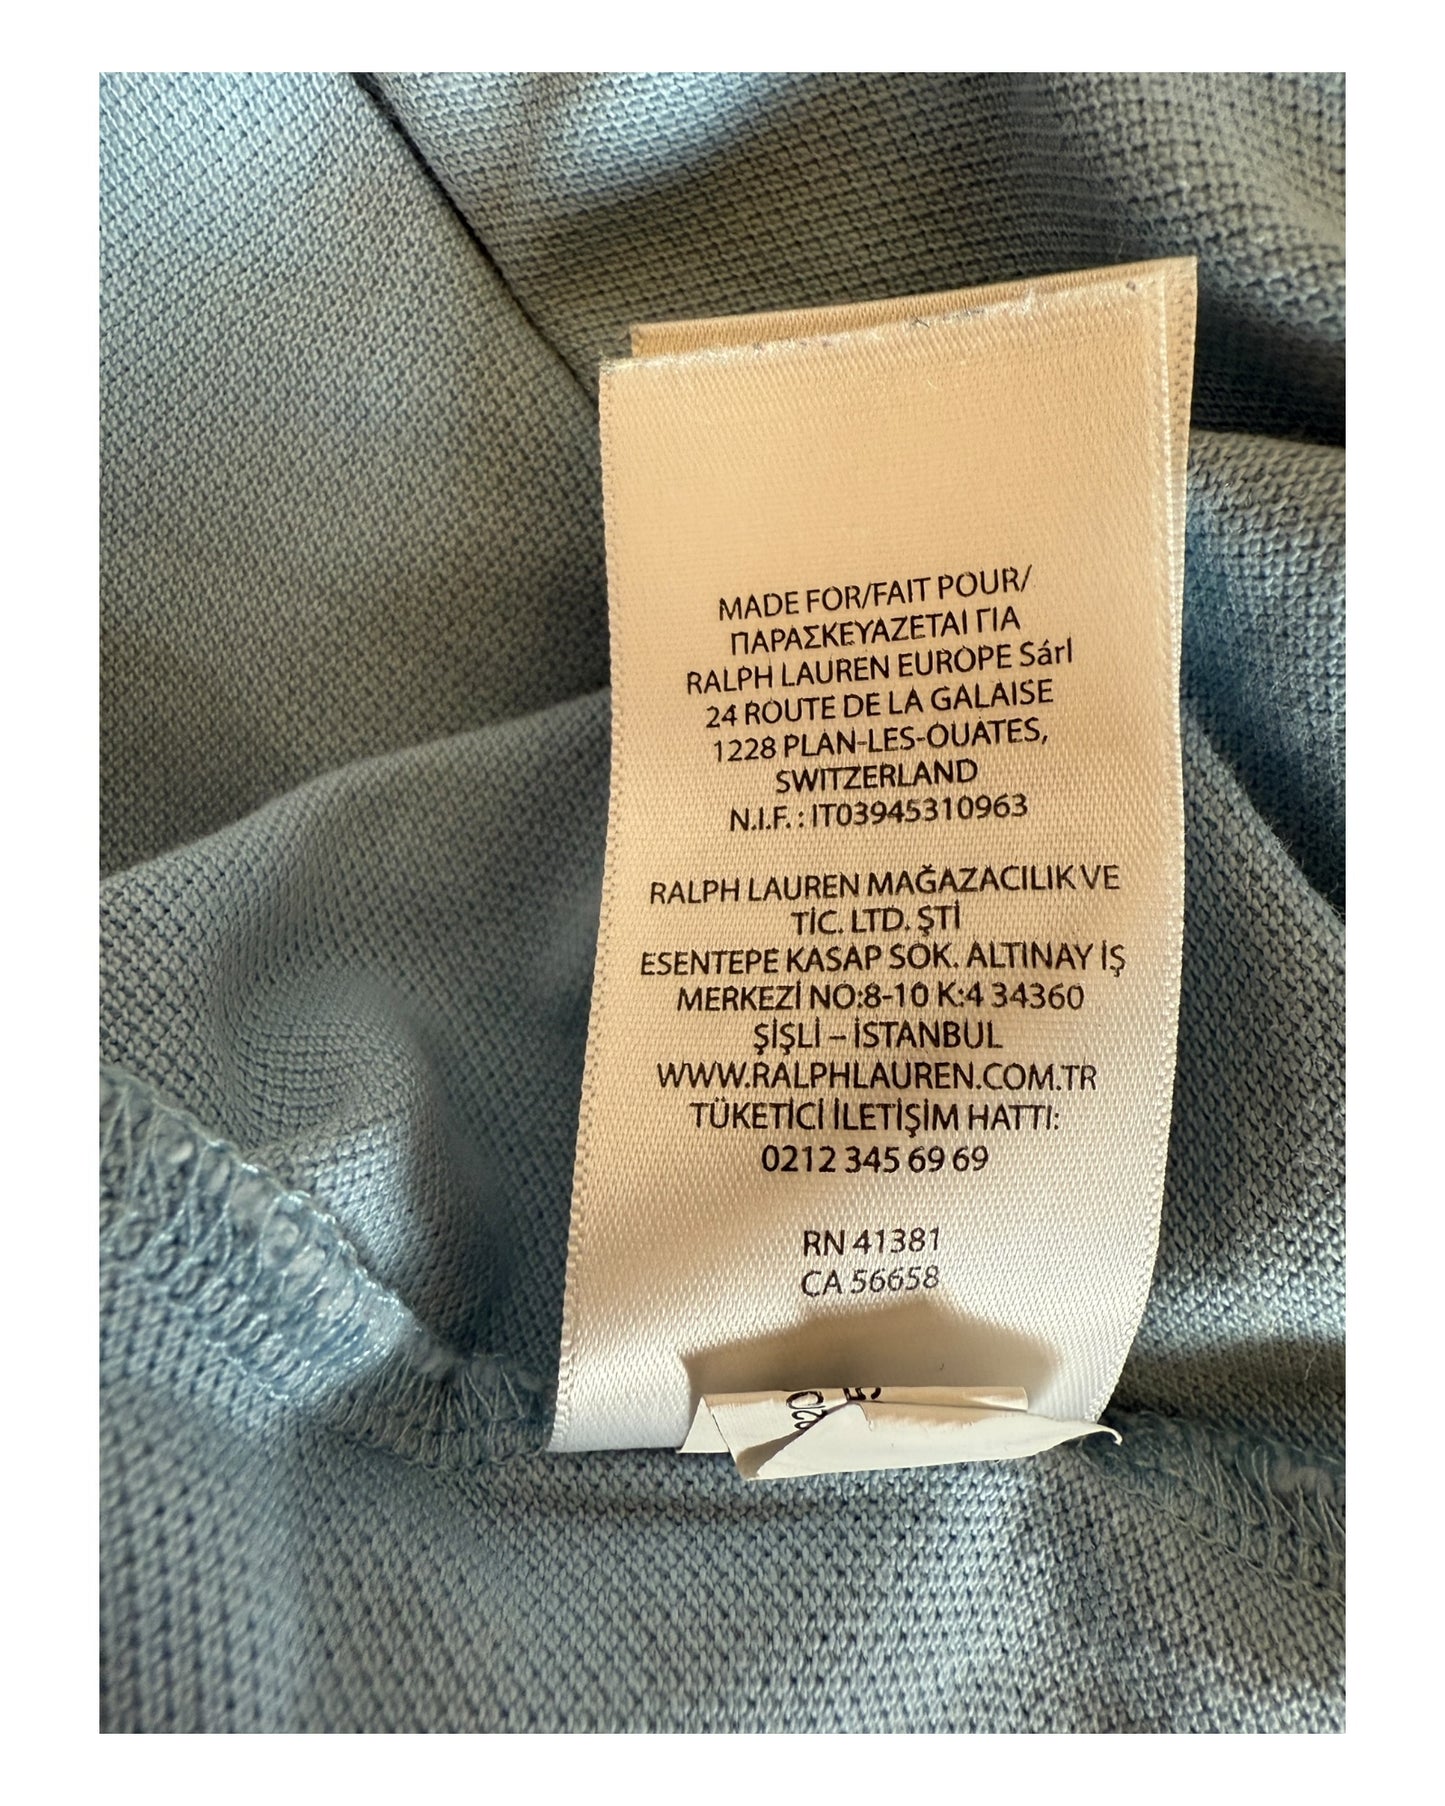 MADE FOR/FAIT POUR/
ΠΑΡΑΣΚΕΥΑΖΕΤΑΙ ΓΙΑ
RALPH LAUREN EUROPE Sárl
24 ROUTE DE LA GALAISE
1228 PLAN-LES-OUATES,
SWITZERLAND
N.I.F. : IT03945310963
RALPH LAUREN MAĞAZACILIK VE
TİC. LTD. ŞTİ
ESENTEPE KASAP SOK. ALTINAY İŞ
MERKEZİ NO:8-10 K:4 34360
ŞİŞLİ – İSTANBUL
WWW.RALPHLAUREN.COM.TR
TÜKETİCİ İLETİŞİM HATTI:
0212 345 69 69
RN 41381
CA 56658